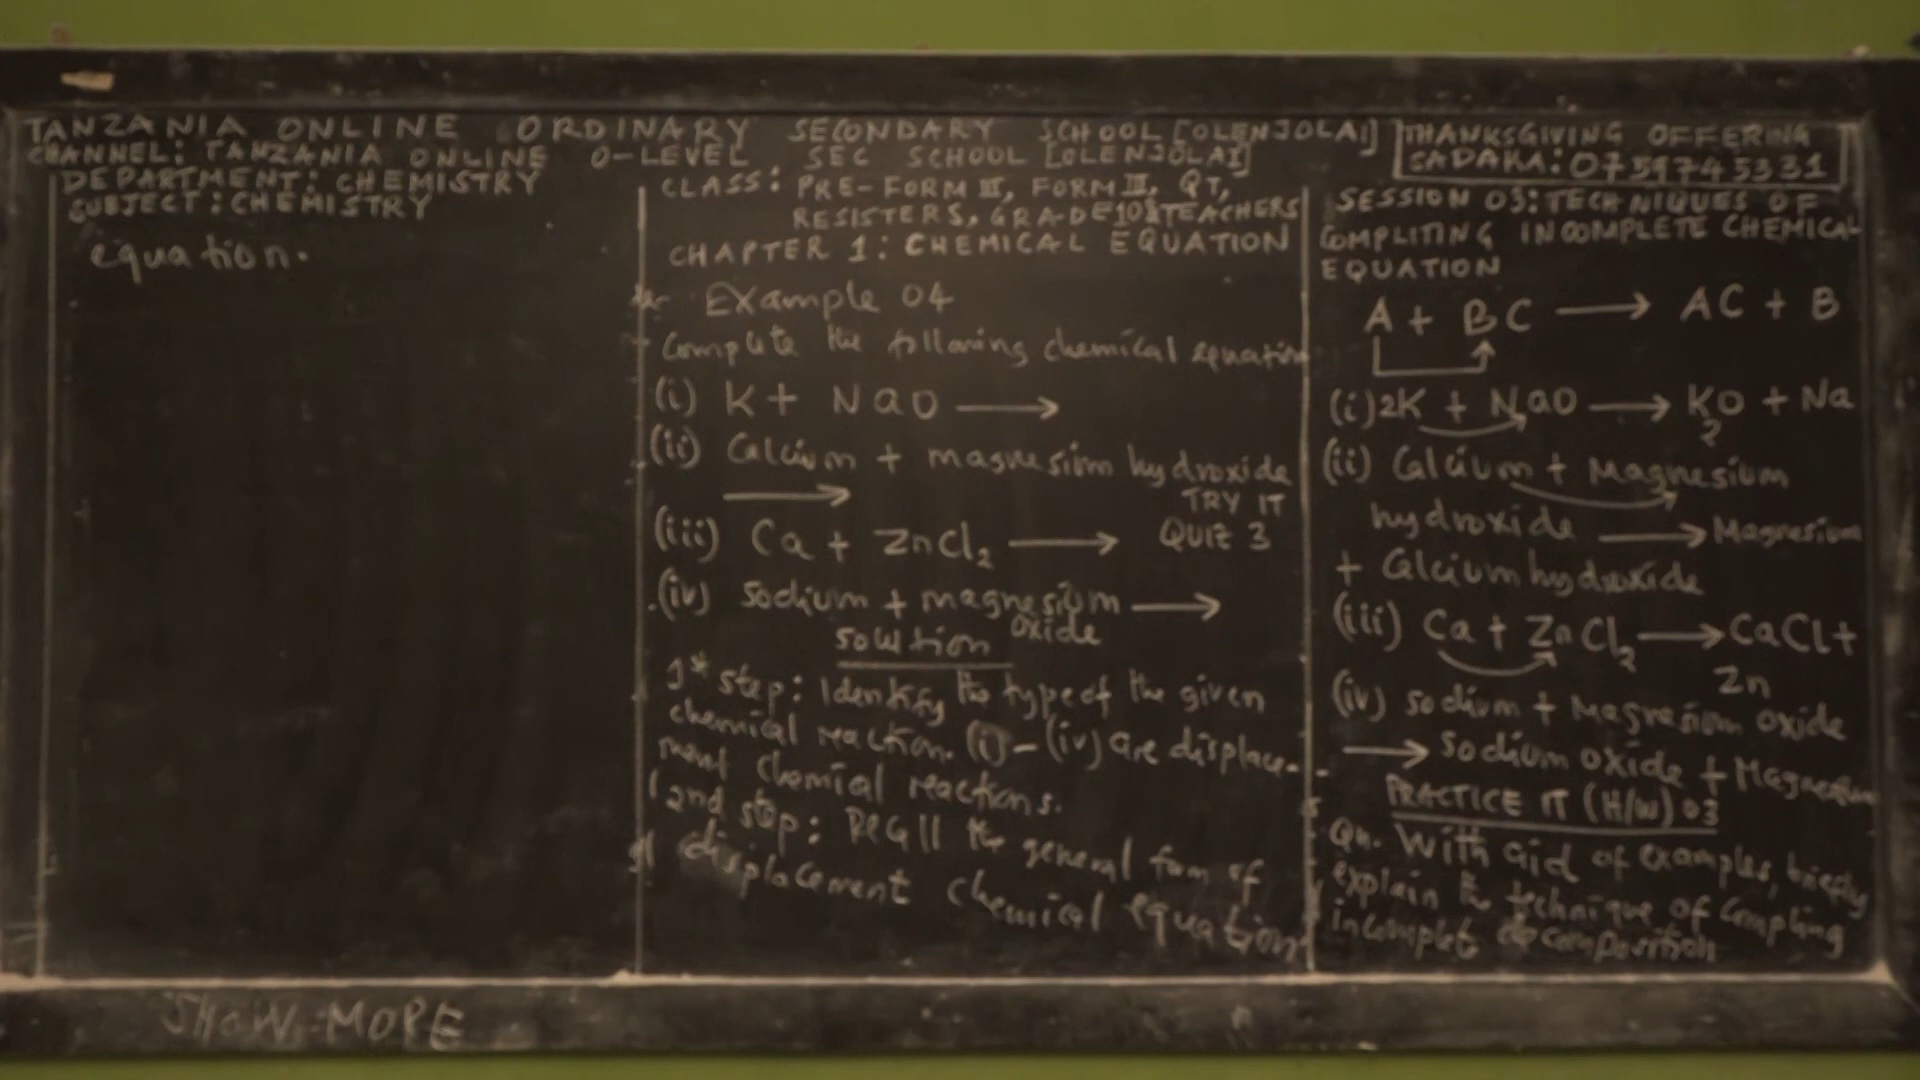 TANZANIA ONLINE ORDINARY SECONDARY SCHOOL [OLENJOLAI]
CHANNEL: TANZANIA ONLINE O-LEVEL SEC SCHOOL [OLENJOLAI]
THANKSGIVING OFFERING
SADAKA: 0759745331
DEPARTMENT: CHEMISTRY
SUBJECT: CHEMISTRY
equation.
CLASS: PRE-FORM II, FORM III, QT,
RESISTERS, GRADE 10 & TEACHERS
CHAPTER 1: CHEMICAL EQUATION
Example 04
Complete the following chemical equation
(i) K + NaO ⟶
(ii) Calcium + magnesium hydroxide
⟶ TRY IT
(iii) Ca + ZnCl₂ ⟶ QUIZ 3
(iv) sodium + magnesium ⟶
oxide
solution
1st step: Identify the type of the given
chemical reaction. (i) - (iv) are displace-
ment chemial reactions.
2nd step: Recall the general form of
displacement chemical equation
SESSION 03: TECHNIQUES OF
COMPLITING INCOMPLETE CHEMICAL
EQUATION
A + BC ⟶ AC + B
(i) 2K + NaO ⟶ K₂O + Na
(ii) Calcium + Magnesium
hydroxide ⟶ Magnesium
+ Calcium hydroxide
(iii) Ca + ZnCl₂ ⟶ CaCl +
Zn
(iv) sodium + Magnesium oxide
⟶ sodium oxide + Magnesium
PRACTICE IT (H/W) 03
Qn. With aid of examples, briefly
explain the technique of Compling
incomplete decomposition
SHOW MORE